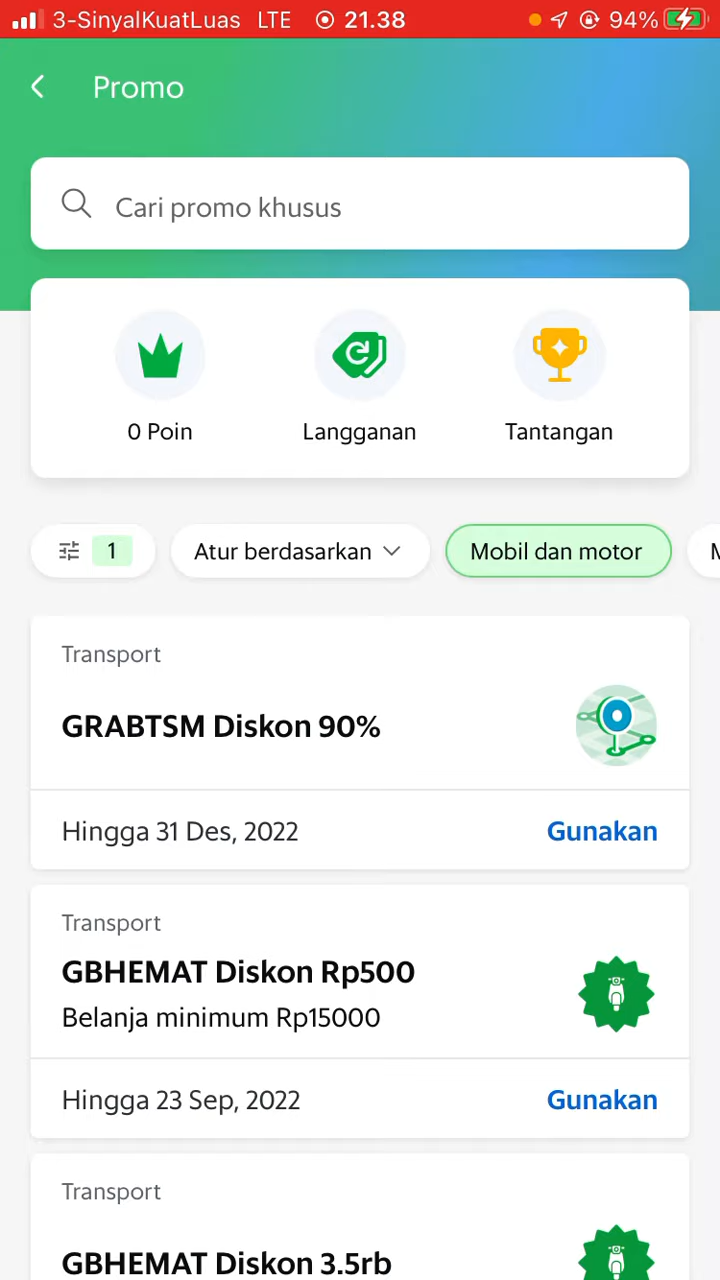 3-SinyalKuatLuas LTE 21.38 94%
Promo
Cari promo khusus
0 Poin Langganan Tantangan
1 Atur berdasarkan Mobil dan motor
Transport
GRABTSM Diskon 90%
Hingga 31 Des, 2022 Gunakan
Transport
GBHEMAT Diskon Rp500
Belanja minimum Rp15000
Hingga 23 Sep, 2022 Gunakan
Transport
GBHEMAT Diskon 3.5rb